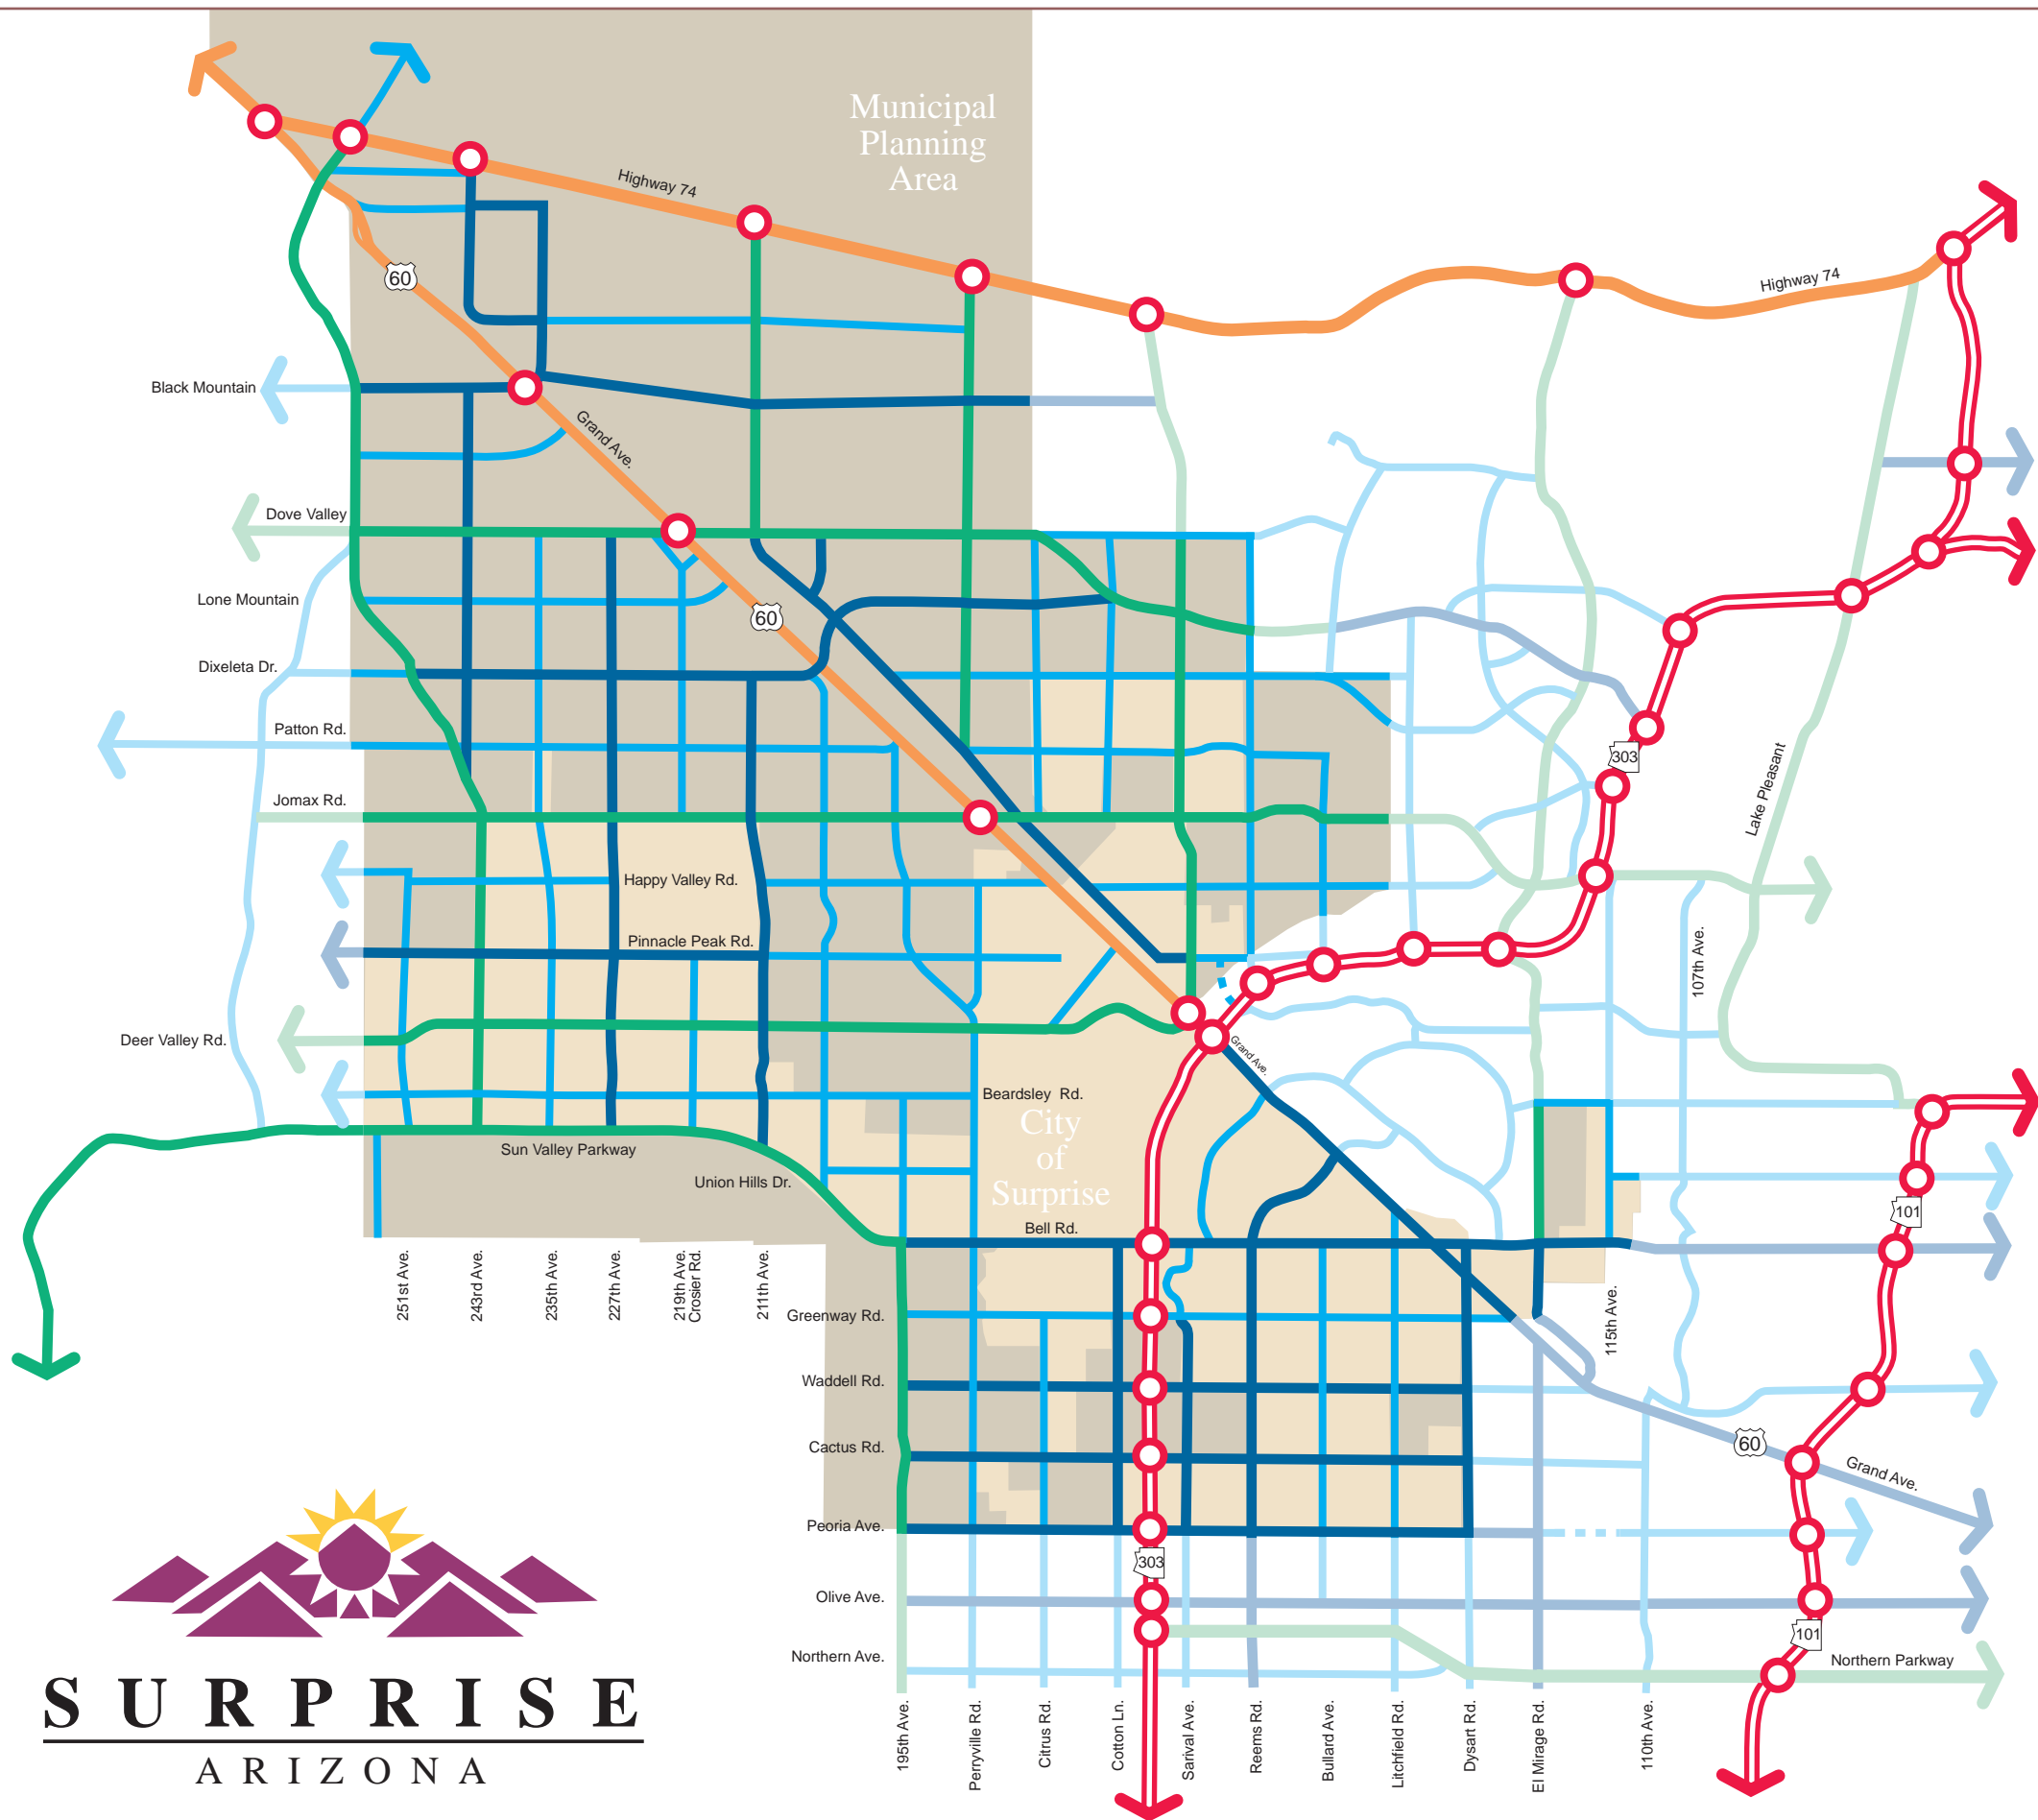 Municipal
Planning
Area
Highway 74
Highway 74
60
Black Mountain
Grand Ave.
Dove Valley
Lone Mountain
60
Dixeleta Dr.
Patton Rd.
303
Lake Pleasant
Jomax Rd.
Happy Valley Rd.
Pinnacle Peak Rd.
107th Ave.
Deer Valley Rd.
Grand Ave.
Beardsley Rd.
City
of
Surprise
Sun Valley Parkway
Union Hills Dr.
101
Bell Rd.
251st Ave.
243rd Ave.
235th Ave.
227th Ave.
219th Ave.
Crosier Rd.
211th Ave.
115th Ave.
Greenway Rd.
Waddell Rd.
Cactus Rd.
60
Grand Ave.
Peoria Ave.
303
Olive Ave.
101
Northern Ave.
Northern Parkway
195th Ave.
Perryville Rd.
Citrus Rd.
Cotton Ln.
Sarival Ave.
Reems Rd.
Bullard Ave.
Litchfield Rd.
Dysart Rd.
El Mirage Rd.
110th Ave.
SURPRISE
ARIZONA